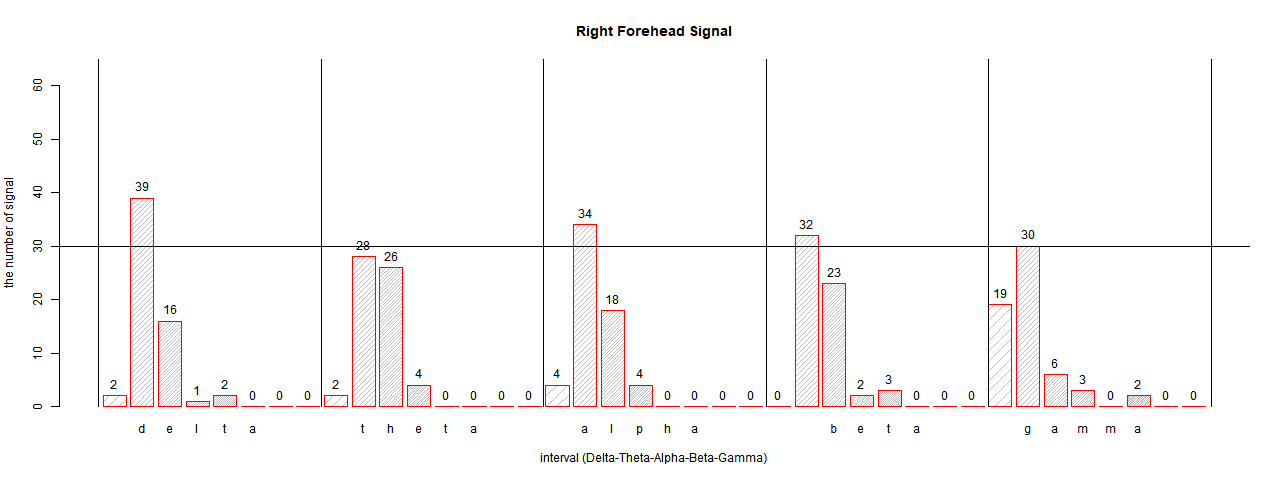 Right Forehead Signal
the number of signal
60
50
40
30
20
10
0
2 39 16 1 2 0 0 0 2 28 26 4 0 0 0 0 4 34 18 4 0 0 0 0 0 32 23 2 3 0 0 0 19 30 6 3 0 2 0 0
d e l t a t h e t a a l p h a b e t a g a m m a
interval (Delta-Theta-Alpha-Beta-Gamma)